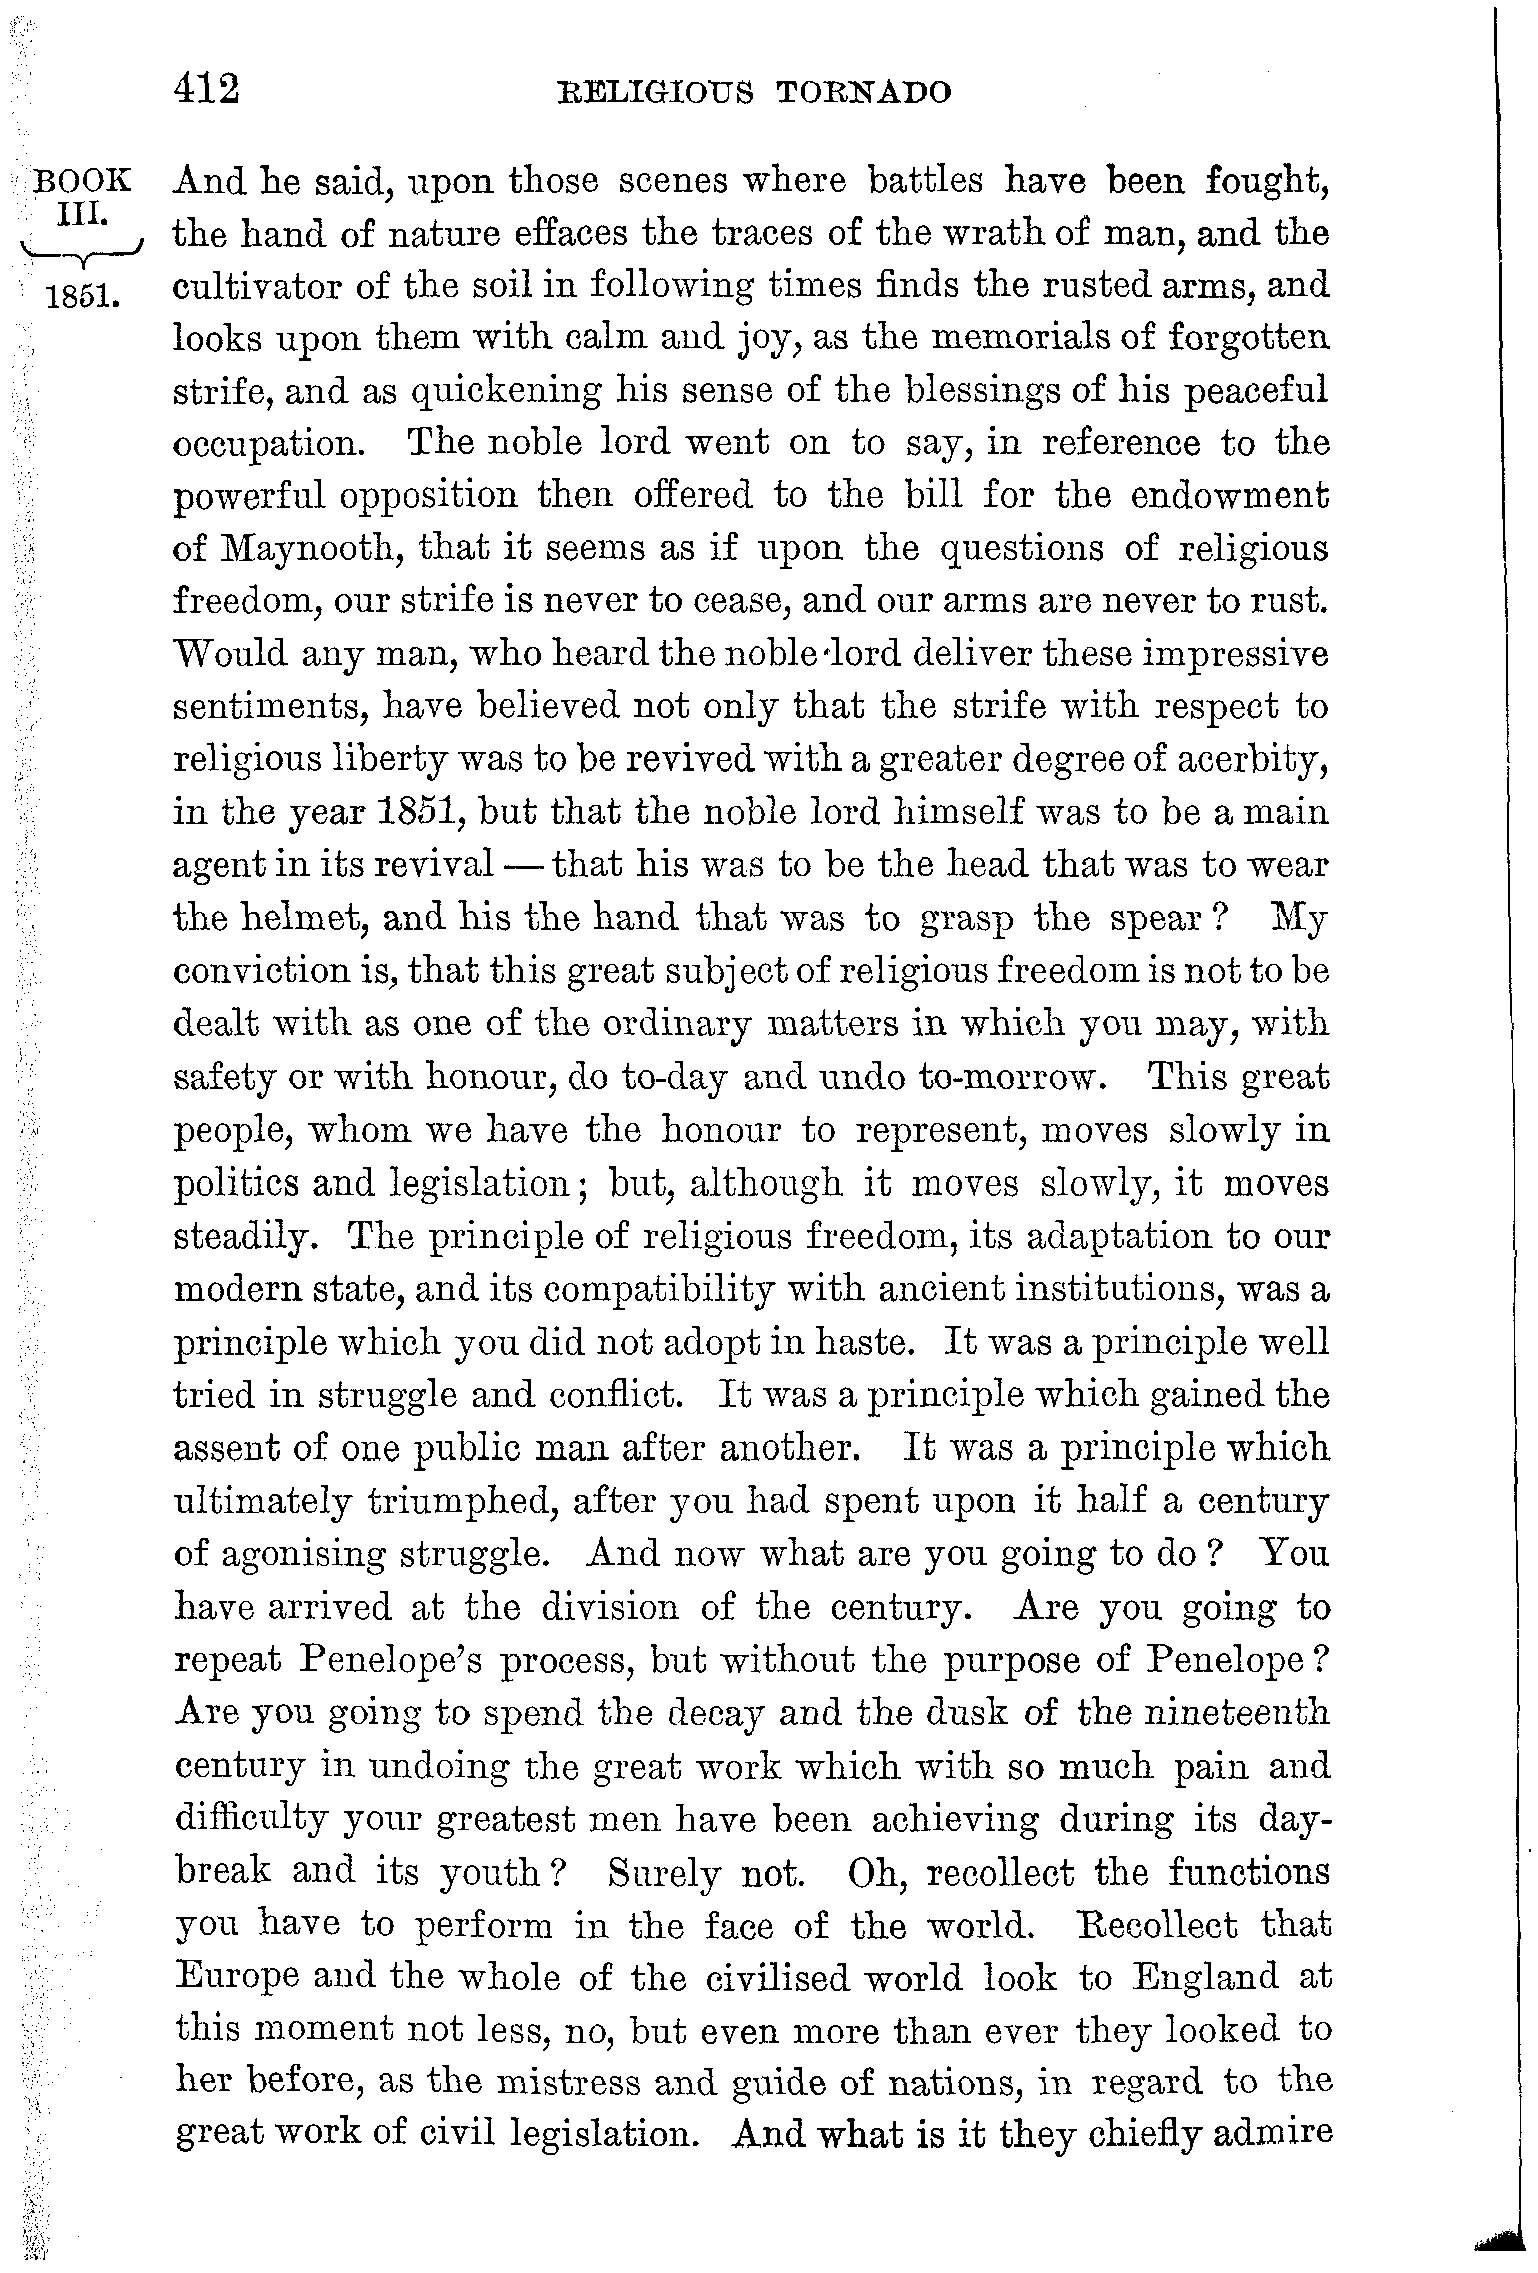 412 RELIGIOUS TORNADO
BOOK
III.
1851.
And he said, upon those scenes where battles have been fought,
the hand of nature effaces the traces of the wrath of man, and the
cultivator of the soil in following times finds the rusted arms, and
looks upon them with calm and joy, as the memorials of forgotten
strife, and as quickening his sense of the blessings of his peaceful
occupation. The noble lord went on to say, in reference to the
powerful opposition then offered to the bill for the endowment
of Maynooth, that it seems as if upon the questions of religious
freedom, our strife is never to cease, and our arms are never to rust.
Would any man, who heard the noble lord deliver these impressive
sentiments, have believed not only that the strife with respect to
religious liberty was to be revived with a greater degree of acerbity,
in the year 1851, but that the noble lord himself was to be a main
agent in its revival — that his was to be the head that was to wear
the helmet, and his the hand that was to grasp the spear? My
conviction is, that this great subject of religious freedom is not to be
dealt with as one of the ordinary matters in which you may, with
safety or with honour, do to-day and undo to-morrow. This great
people, whom we have the honour to represent, moves slowly in
politics and legislation; but, although it moves slowly, it moves
steadily. The principle of religious freedom, its adaptation to our
modern state, and its compatibility with ancient institutions, was a
principle which you did not adopt in haste. It was a principle well
tried in struggle and conflict. It was a principle which gained the
assent of one public man after another. It was a principle which
ultimately triumphed, after you had spent upon it half a century
of agonising struggle. And now what are you going to do? You
have arrived at the division of the century. Are you going to
repeat Penelope's process, but without the purpose of Penelope?
Are you going to spend the decay and the dusk of the nineteenth
century in undoing the great work which with so much pain and
difficulty your greatest men have been achieving during its day-
break and its youth? Surely not. Oh, recollect the functions
you have to perform in the face of the world. Recollect that
Europe and the whole of the civilised world look to England at
this moment not less, no, but even more than ever they looked to
her before, as the mistress and guide of nations, in regard to the
great work of civil legislation. And what is it they chiefly admire